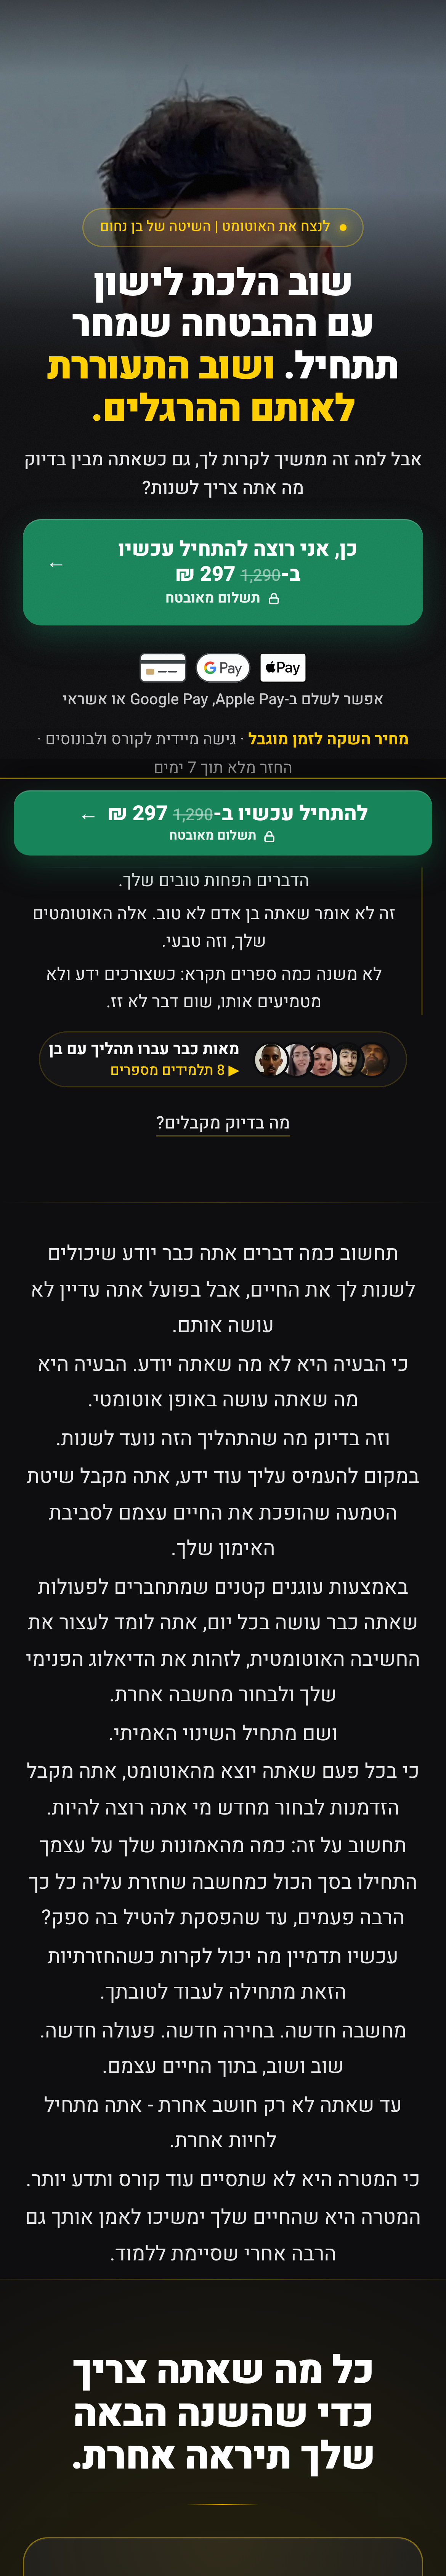 לנצח את האוטומט | השיטה של בן נחום
שוב הלכת לישון
עם ההבטחה שמחר
תתחיל. ושוב התעוררת
לאותם ההרגלים.
אבל למה זה ממשיך לקרות לך, גם כשאתה מבין בדיוק
מה אתה צריך לשנות?
כן, אני רוצה להתחיל עכשיו
ב-1,290 297 ₪
←
תשלום מאובטח
Pay
G Pay
אפשר לשלם ב-Apple Pay, Google Pay או אשראי
מחיר השקה לזמן מוגבל · גישה מיידית לקורס ולבונוסים ·
החזר מלא תוך 7 ימים
להתחיל עכשיו ב-1,290 297 ₪ ←
תשלום מאובטח
הדברים הפחות טובים שלך.
זה לא אומר שאתה בן אדם לא טוב. אלה האוטומטים
שלך, וזה טבעי.
לא משנה כמה ספרים תקרא: כשצורכים ידע ולא
מטמיעים אותו, שום דבר לא זז.
מאות כבר עברו תהליך עם בן
▶ 8 תלמידים מספרים
מה בדיוק מקבלים?
תחשוב כמה דברים אתה כבר יודע שיכולים
לשנות לך את החיים, אבל בפועל אתה עדיין לא
עושה אותם.
כי הבעיה היא לא מה שאתה יודע. הבעיה היא
מה שאתה עושה באופן אוטומטי.
וזה בדיוק מה שהתהליך הזה נועד לשנות.
במקום להעמיס עליך עוד ידע, אתה מקבל שיטת
הטמעה שהופכת את החיים עצמם לסביבת
האימון שלך.
באמצעות עוגנים קטנים שמתחברים לפעולות
שאתה כבר עושה בכל יום, אתה לומד לעצור את
החשיבה האוטומטית, לזהות את הדיאלוג הפנימי
שלך ולבחור מחשבה אחרת.
ושם מתחיל השינוי האמיתי.
כי בכל פעם שאתה יוצא מהאוטומט, אתה מקבל
הזדמנות לבחור מחדש מי אתה רוצה להיות.
תחשוב על זה: כמה מהאמונות שלך על עצמך
התחילו בסך הכול כמחשבה שחזרת עליה כל כך
הרבה פעמים, עד שהפסקת להטיל בה ספק?
עכשיו תדמיין מה יכול לקרות כשהחזרתיות
הזאת מתחילה לעבוד לטובתך.
מחשבה חדשה. בחירה חדשה. פעולה חדשה.
שוב ושוב, בתוך החיים עצמם.
עד שאתה לא רק חושב אחרת - אתה מתחיל
לחיות אחרת.
כי המטרה היא לא שתסיים עוד קורס ותדע יותר.
המטרה היא שהחיים שלך ימשיכו לאמן אותך גם
הרבה אחרי שסיימת ללמוד.
כל מה שאתה צריך
כדי שהשנה הבאה
שלך תיראה אחרת.